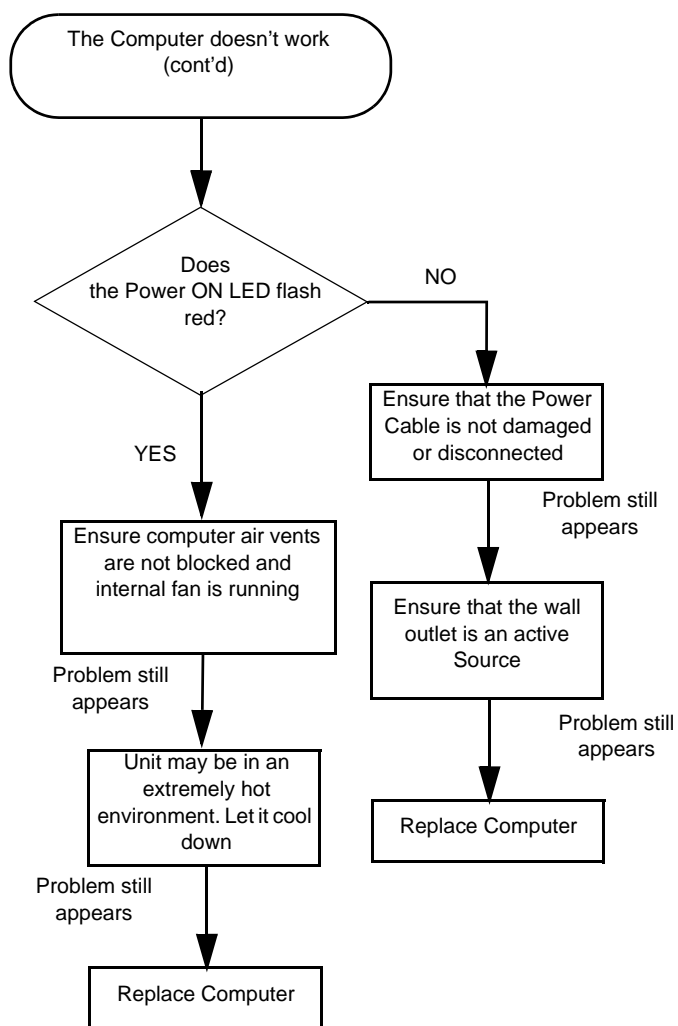 The Computer doesn't work
(cont'd)
Does
the Power ON LED flash
red?
NO
YES
Ensure that the Power
Cable is not damaged
or disconnected
Problem still
appears
Ensure that the wall
outlet is an active
Source
Problem still
appears
Replace Computer
Ensure computer air vents
are not blocked and
internal fan is running
Problem still
appears
Unit may be in an
extremely hot
environment. Let it cool
down
Problem still
appears
Replace Computer